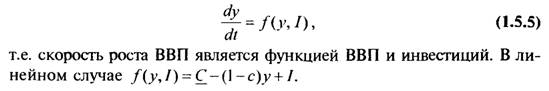 dy/dt = f(y, I), (1.5.5)
т.е. скорость роста ВВП является функцией ВВП и инвестиций. В ли-
нейном случае f(y, I) = C̲ – (1–c)y + I.